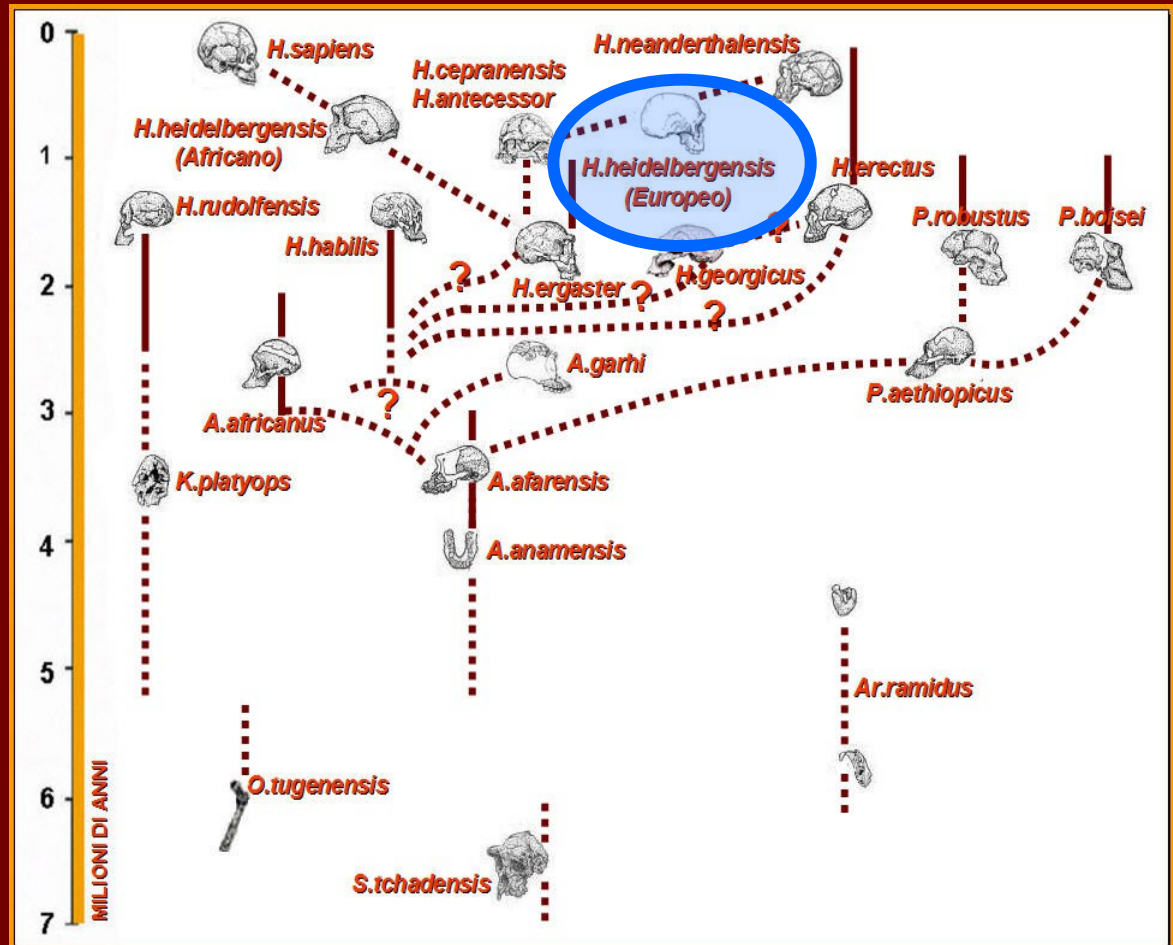 0
H.sapiens
H.neanderthalensis
H.cepranensis
H.antecessor
H.heidelbergensis
(Africano)
1
H.heidelbergensis
(Europeo)
H.erectus
H.rudolfensis
H.habilis
?
P.robustus
P.boisei
2
?
H.ergaster
?
H.georgicus
?
A.garhi
P.aethiopicus
3
?
A.africanus
K.platyops
A.afarensis
4
A.anamensis
5
Ar.ramidus
6
O.tugenensis
S.tchadensis
7
MILIONI DI ANNI